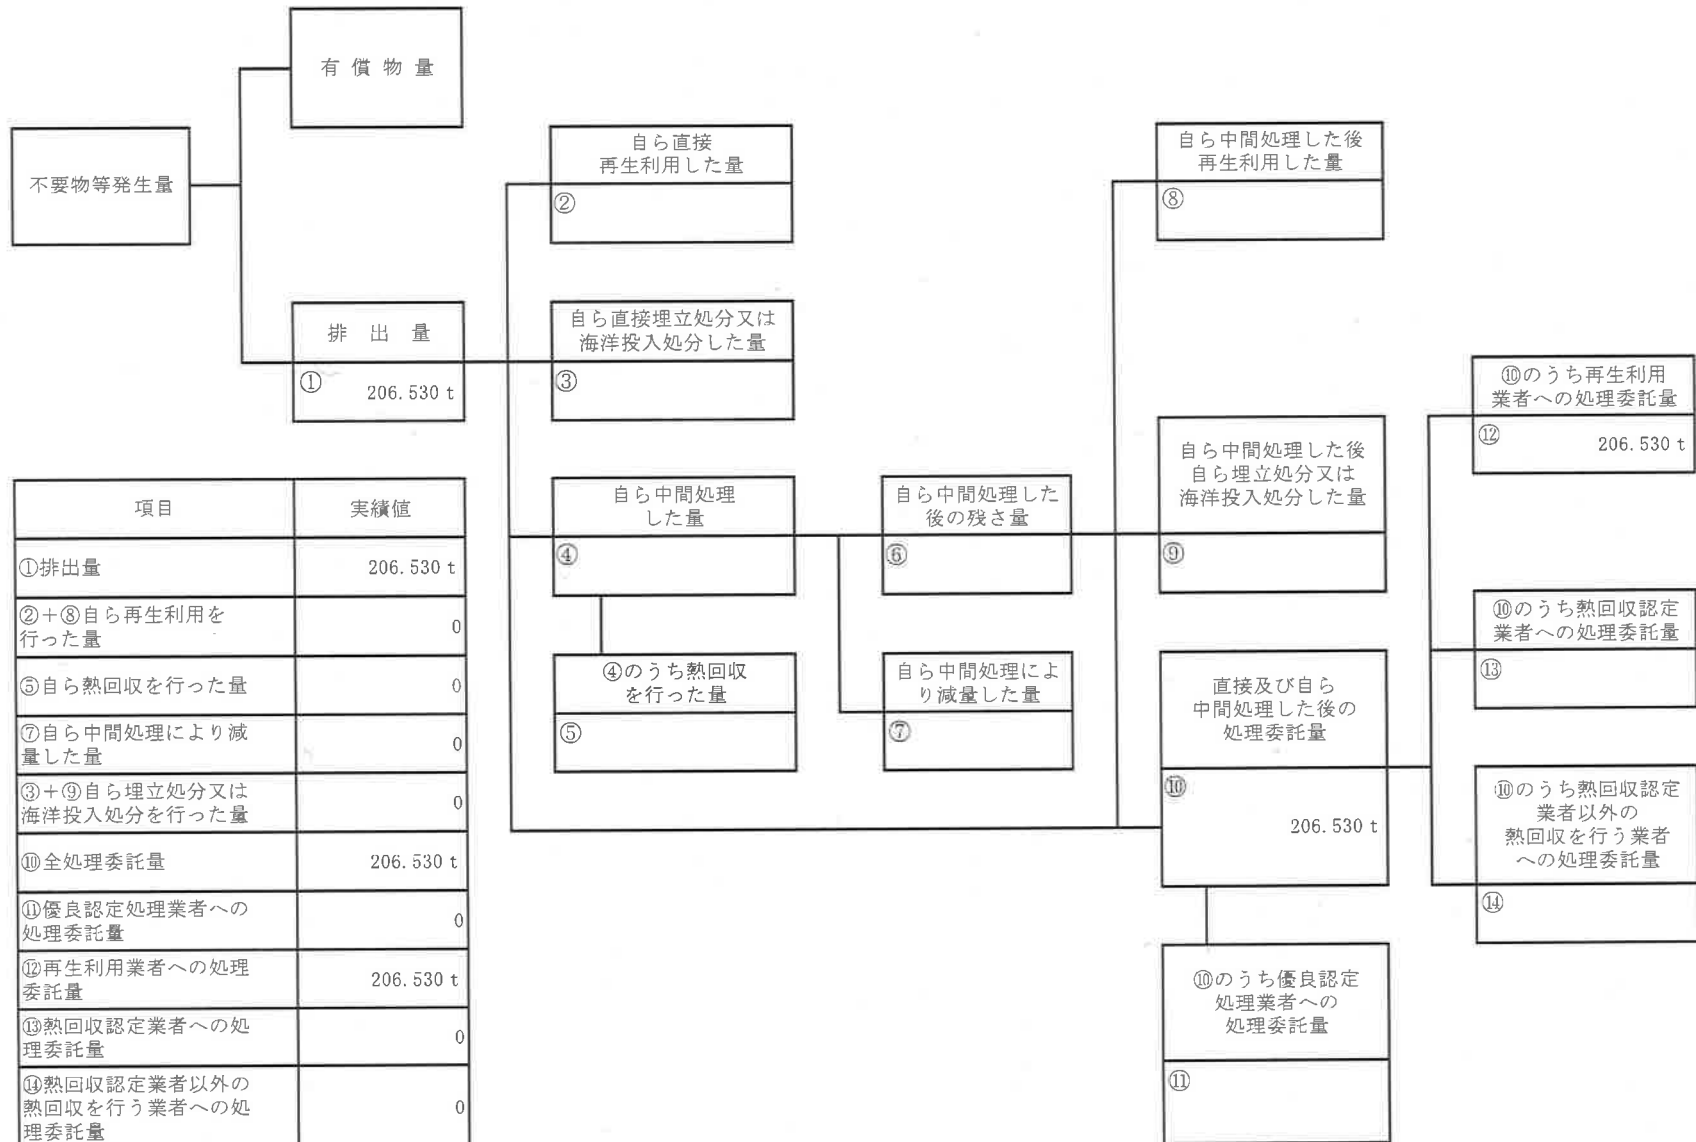 有償物量
不要物等発生量
排出量
①
206.530 t
自ら直接
再生利用した量
②
自ら直接埋立処分又は
海洋投入処分した量
③
自ら中間処理
した量
④
④のうち熱回収
を行った量
⑤
自ら中間処理した
後の残さ量
⑥
自ら中間処理によ
り減量した量
⑦
自ら中間処理した後
再生利用した量
⑧
自ら中間処理した後
自ら埋立処分又は
海洋投入処分した量
⑨
直接及び自ら
中間処理した後の
処理委託量
⑩
206.530 t
⑩のうち優良認定
処理業者への
処理委託量
⑪
⑩のうち再生利用
業者への処理委託量
⑫
206.530 t
⑩のうち熱回収認定
業者への処理委託量
⑬
⑩のうち熱回収認定
業者以外の
熱回収を行う業者
への処理委託量
⑭
項目 実績値
①排出量 206.530 t
②+⑧自ら再生利用を
行った量 0
⑤自ら熱回収を行った量 0
⑦自ら中間処理により減
量した量 0
③+⑨自ら埋立処分又は
海洋投入処分を行った量 0
⑩全処理委託量 206.530 t
⑪優良認定処理業者への
処理委託量 0
⑫再生利用業者への処理
委託量 206.530 t
⑬熱回収認定業者への処
理委託量 0
⑭熱回収認定業者以外の
熱回収を行う業者への処
理委託量 0